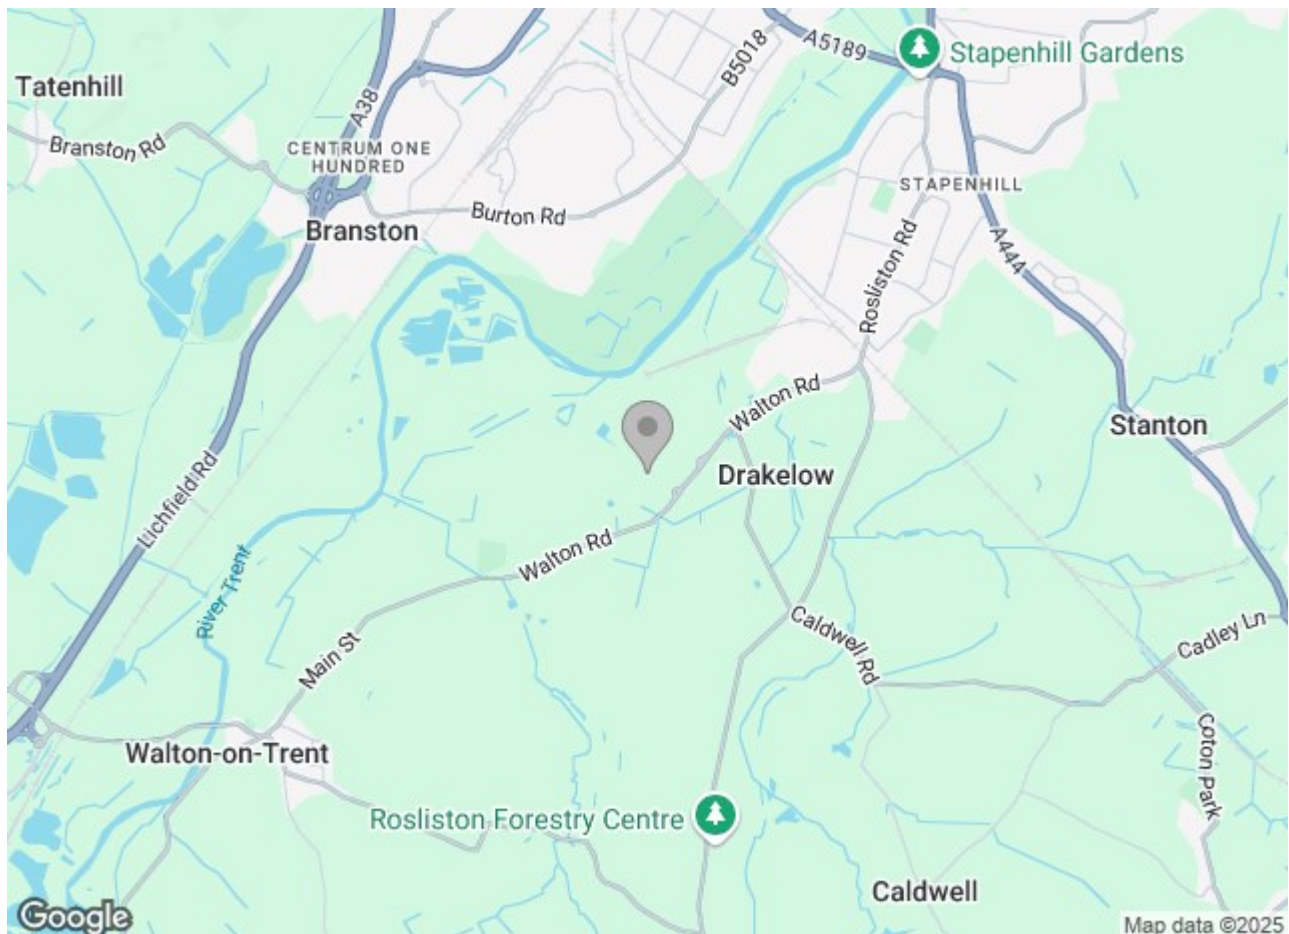 A5189
B5018
Stapenhill Gardens
Tatenhill
A38
Branston Rd
CENTRUM ONE
HUNDRED
STAPENHILL
Burton Rd
Branston
Rosliston Rd
A444
Walton Rd
Stanton
Drakelow
Lichfield Rd
Walton Rd
River Trent
Caldwell Rd
Cadley Ln
Main St
Coton Park
Walton-on-Trent
Rosliston Forestry Centre
Caldwell
Google
Map data ©2025